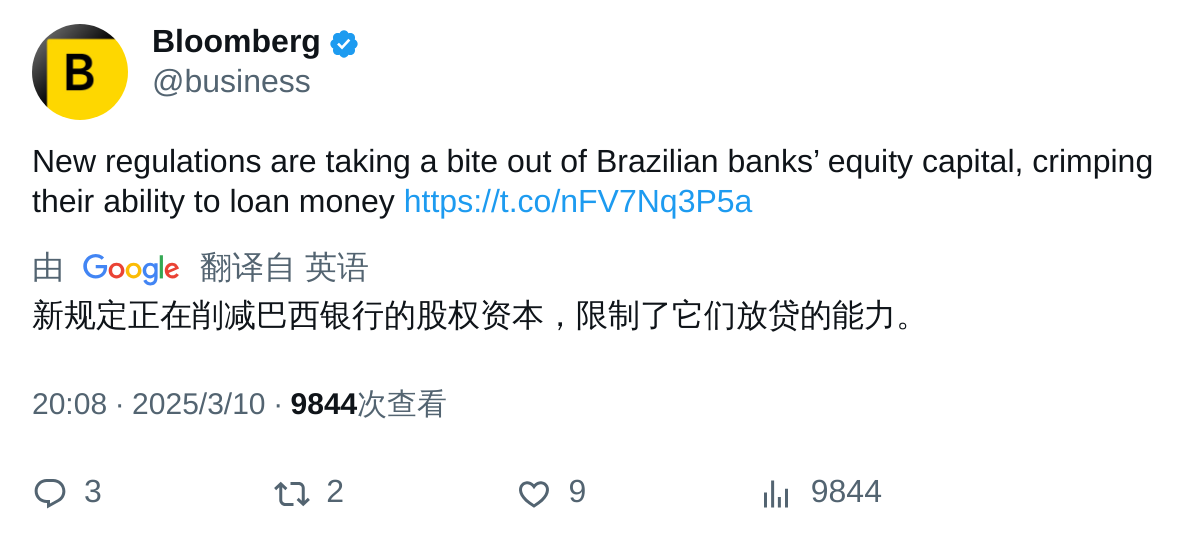 B
Bloomberg
@business
New regulations are taking a bite out of Brazilian banks’ equity capital, crimping
their ability to loan money https://t.co/nFV7Nq3P5a
由 Google 翻译自 英语
新规定正在削减巴西银行的股权资本，限制了它们放贷的能力。
20:08 · 2025/3/10 · 9844次查看
3 2 9 9844